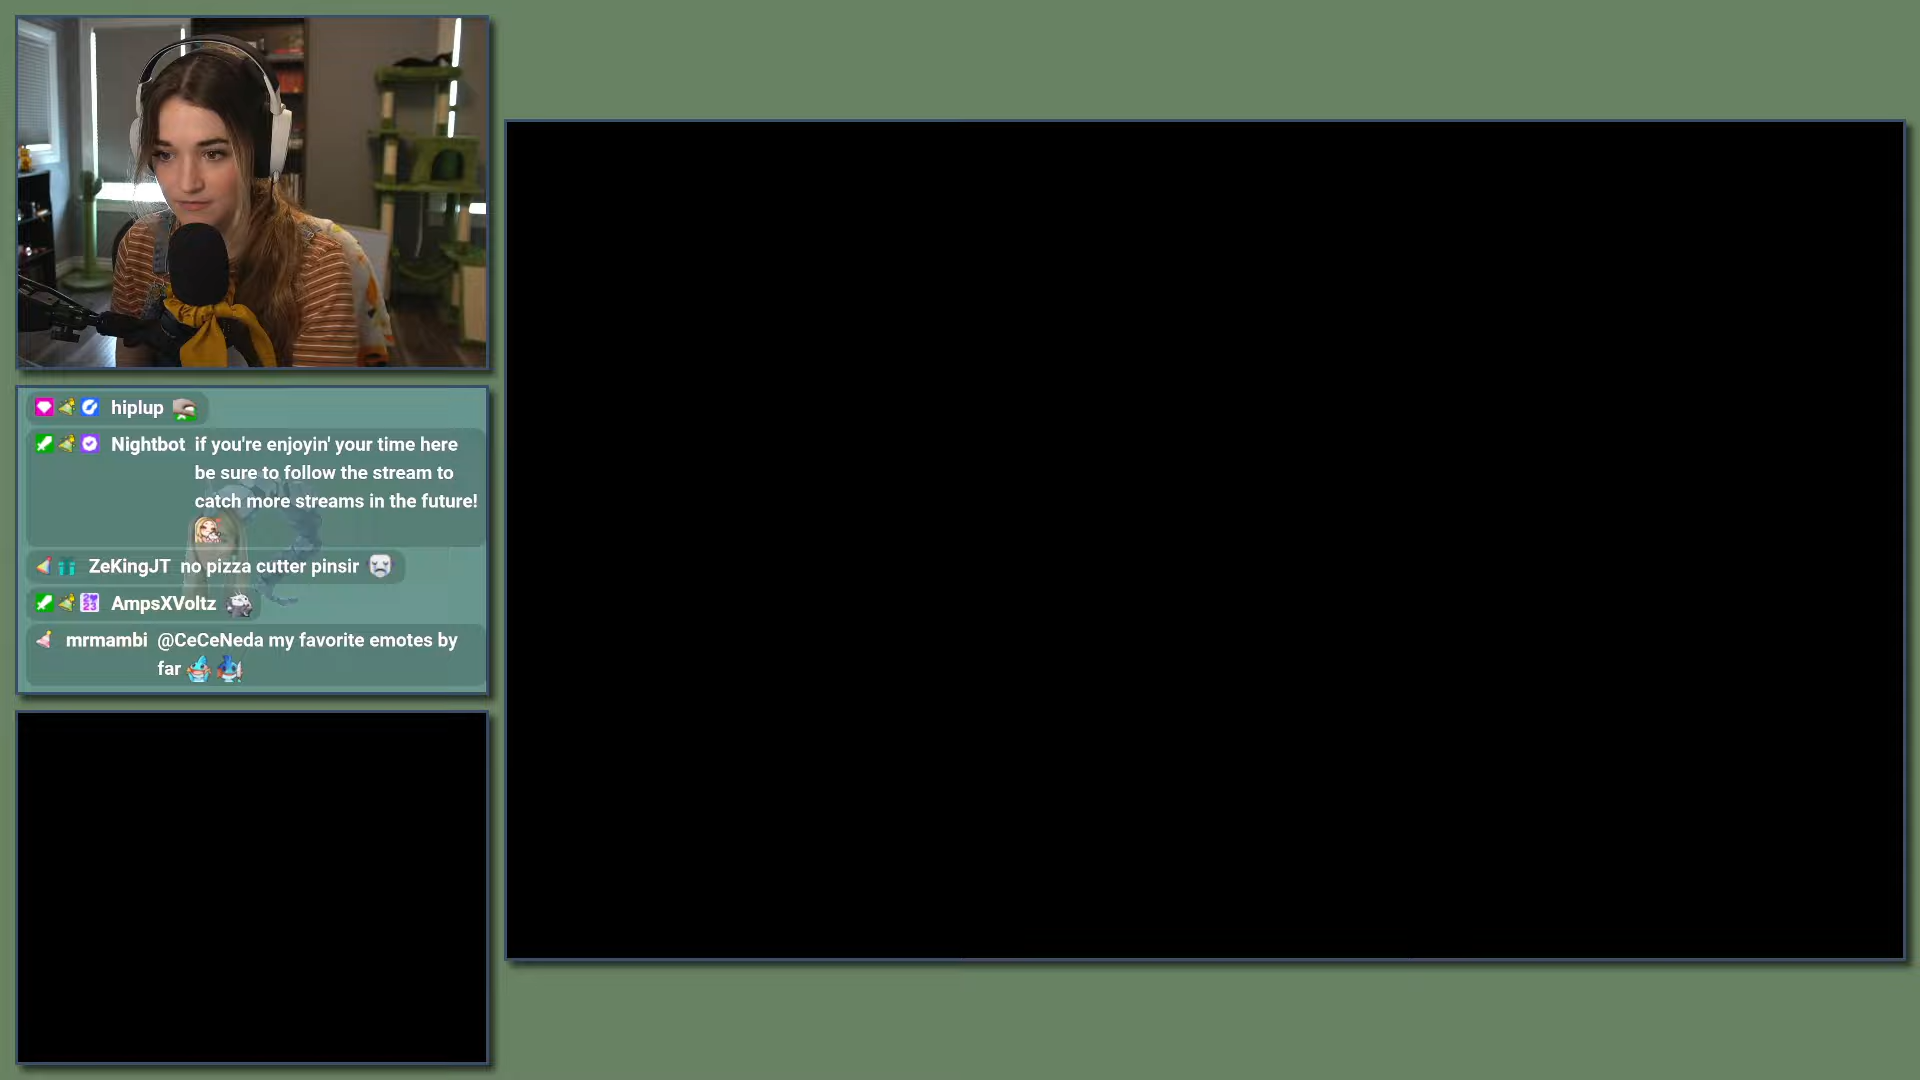 hiplup
Nightbot if you're enjoyin' your time here
be sure to follow the stream to
catch more streams in the future!
ZeKingJT no pizza cutter pinsir
AmpsXVoltz
mrmambi @CeCeNeda my favorite emotes by
far